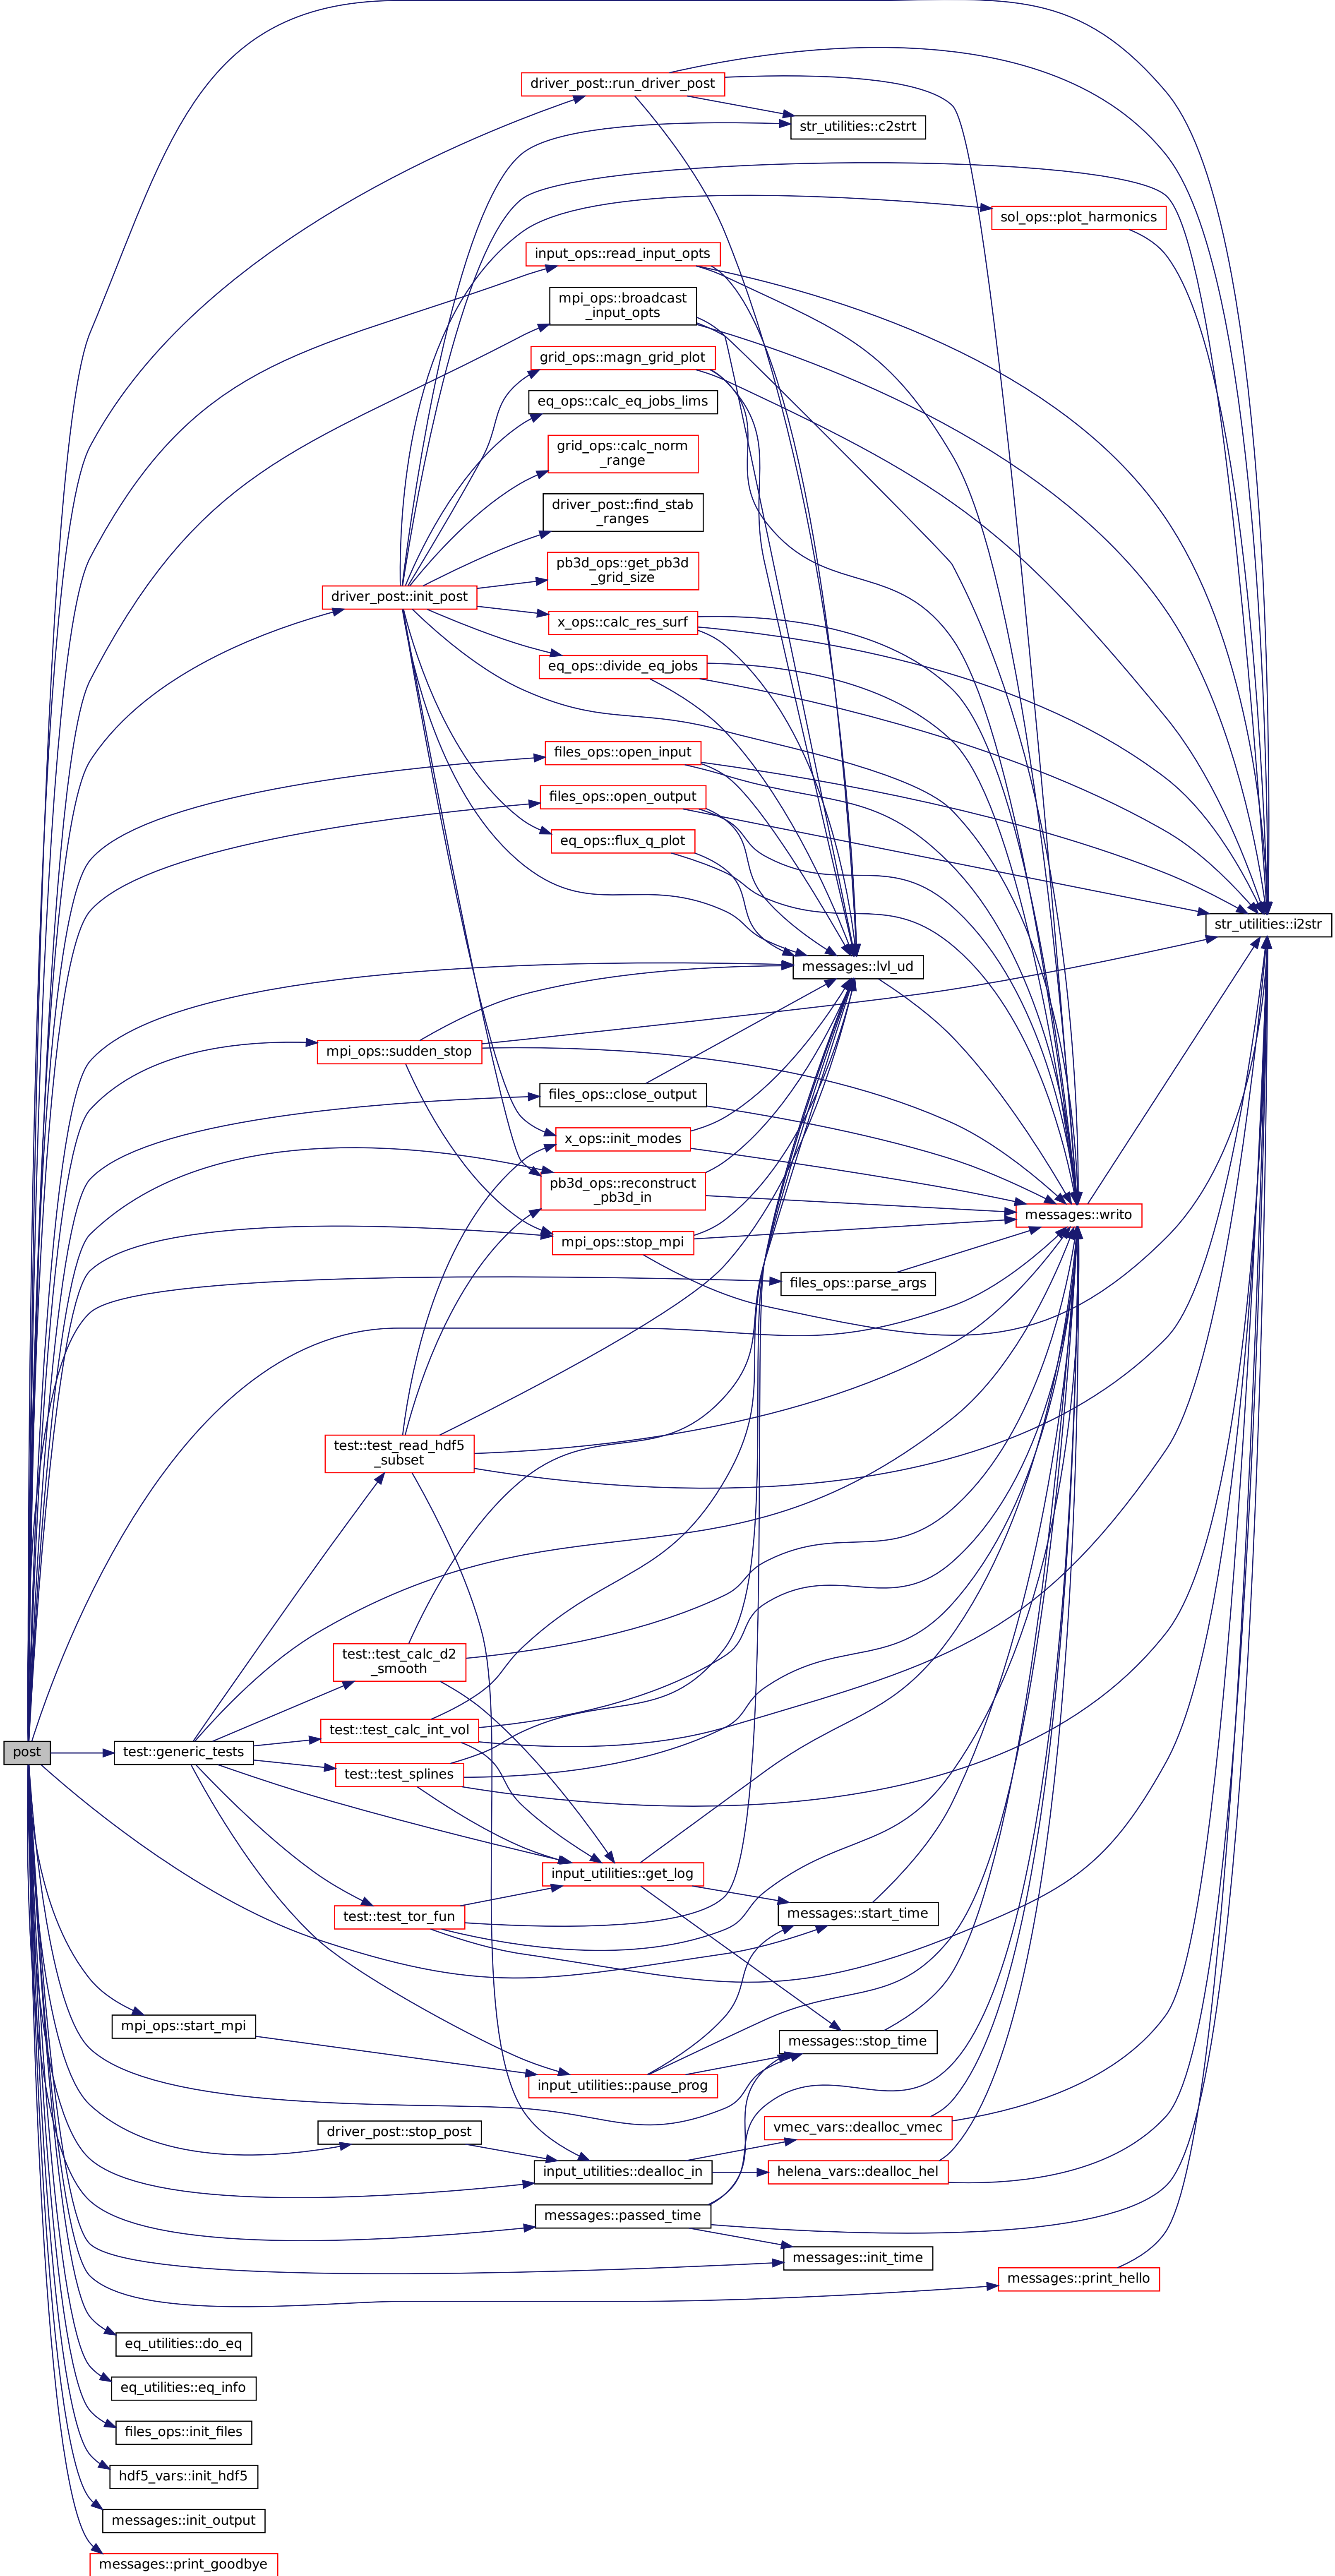 driver_post::run_driver_post
str_utilities::c2strt
sol_ops::plot_harmonics
input_ops::read_input_opts
mpi_ops::broadcast
_input_opts
grid_ops::magn_grid_plot
eq_ops::calc_eq_jobs_lims
grid_ops::calc_norm
_range
driver_post::find_stab
_ranges
pb3d_ops::get_pb3d
_grid_size
driver_post::init_post
x_ops::calc_res_surf
eq_ops::divide_eq_jobs
files_ops::open_input
files_ops::open_output
eq_ops::flux_q_plot
str_utilities::i2str
messages::lvl_ud
mpi_ops::sudden_stop
files_ops::close_output
x_ops::init_modes
pb3d_ops::reconstruct
_pb3d_in
messages::writo
mpi_ops::stop_mpi
files_ops::parse_args
test::test_read_hdf5
_subset
test::test_calc_d2
_smooth
test::test_calc_int_vol
post
test::generic_tests
test::test_splines
input_utilities::get_log
test::test_tor_fun
messages::start_time
mpi_ops::start_mpi
messages::stop_time
input_utilities::pause_prog
vmec_vars::dealloc_vmec
driver_post::stop_post
input_utilities::dealloc_in
helena_vars::dealloc_hel
messages::passed_time
messages::init_time
messages::print_hello
eq_utilities::do_eq
eq_utilities::eq_info
files_ops::init_files
hdf5_vars::init_hdf5
messages::init_output
messages::print_goodbye